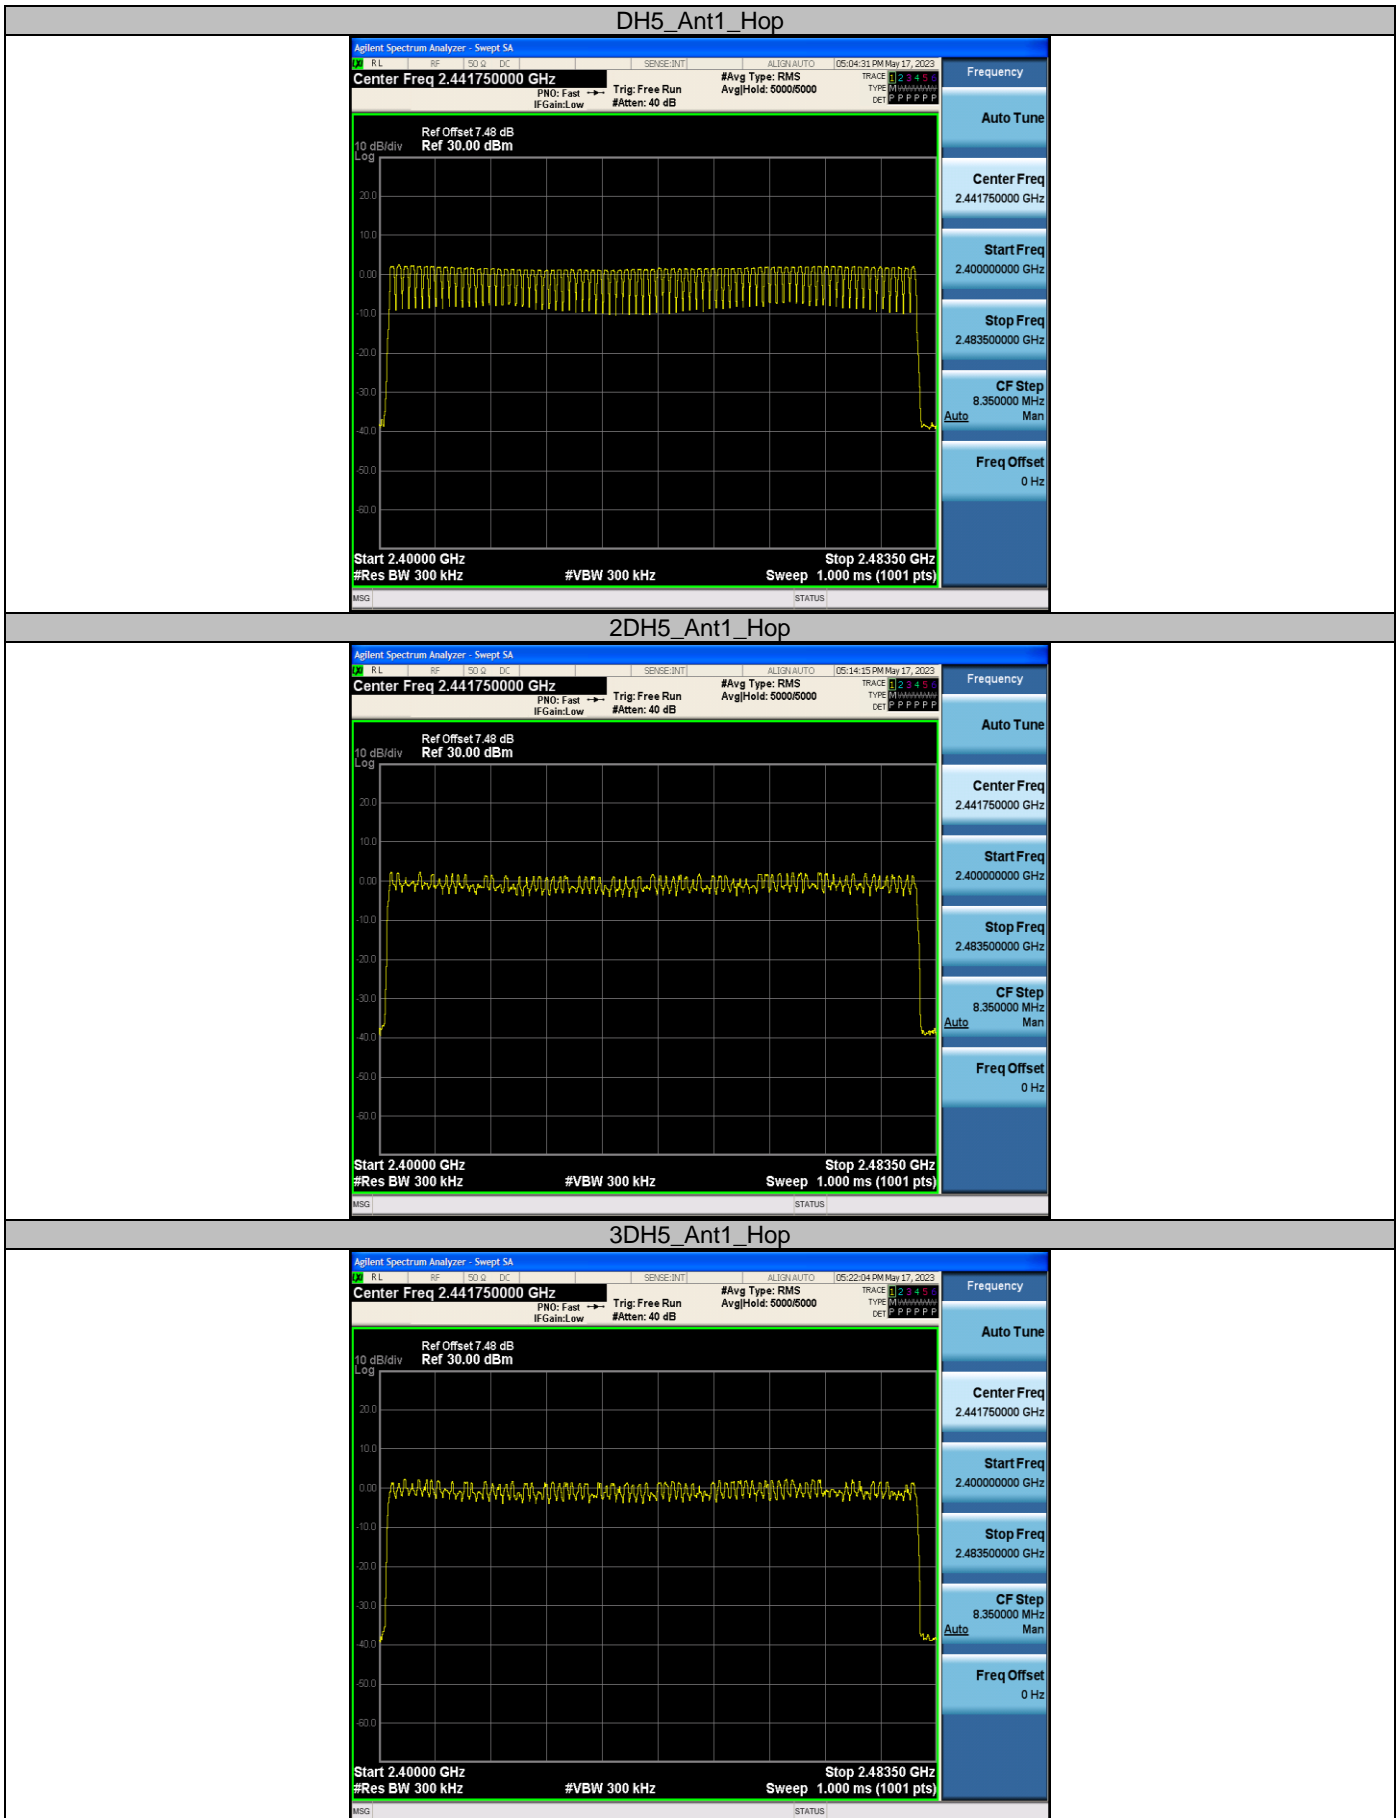 DH5_Ant1_Hop
Agilent Spectrum Analyzer - Swept SA
RL RF 50 Ω DC SENSE:INT ALIGN AUTO 05:04:31 PM May 17, 2023
Center Freq 2.441750000 GHz #Avg Type: RMS TRACE 1 2 3 4 5 6
PNO: Fast Trig: Free Run Avg|Hold: 5000/5000 TYPE M
IFGain:Low #Atten: 40 dB DET P P P P P P
Frequency
Auto Tune
Ref Offset 7.48 dB
10 dB/div Ref 30.00 dBm
Log
20.0
10.0
0.00
-10.0
-20.0
-30.0
-40.0
-50.0
-60.0
Center Freq
2.441750000 GHz
Start Freq
2.400000000 GHz
Stop Freq
2.483500000 GHz
CF Step
8.350000 MHz
Auto Man
Freq Offset
0 Hz
Start 2.40000 GHz Stop 2.48350 GHz
#Res BW 300 kHz #VBW 300 kHz Sweep 1.000 ms (1001 pts)
MSG STATUS
2DH5_Ant1_Hop
Agilent Spectrum Analyzer - Swept SA
RL RF 50 Ω DC SENSE:INT ALIGN AUTO 05:14:15 PM May 17, 2023
Center Freq 2.441750000 GHz #Avg Type: RMS TRACE 1 2 3 4 5 6
PNO: Fast Trig: Free Run Avg|Hold: 5000/5000 TYPE M
IFGain:Low #Atten: 40 dB DET P P P P P P
Frequency
Auto Tune
Ref Offset 7.48 dB
10 dB/div Ref 30.00 dBm
Log
20.0
10.0
0.00
-10.0
-20.0
-30.0
-40.0
-50.0
-60.0
Center Freq
2.441750000 GHz
Start Freq
2.400000000 GHz
Stop Freq
2.483500000 GHz
CF Step
8.350000 MHz
Auto Man
Freq Offset
0 Hz
Start 2.40000 GHz Stop 2.48350 GHz
#Res BW 300 kHz #VBW 300 kHz Sweep 1.000 ms (1001 pts)
MSG STATUS
3DH5_Ant1_Hop
Agilent Spectrum Analyzer - Swept SA
RL RF 50 Ω DC SENSE:INT ALIGN AUTO 05:22:04 PM May 17, 2023
Center Freq 2.441750000 GHz #Avg Type: RMS TRACE 1 2 3 4 5 6
PNO: Fast Trig: Free Run Avg|Hold: 5000/5000 TYPE M
IFGain:Low #Atten: 40 dB DET P P P P P P
Frequency
Auto Tune
Ref Offset 7.48 dB
10 dB/div Ref 30.00 dBm
Log
20.0
10.0
0.00
-10.0
-20.0
-30.0
-40.0
-50.0
-60.0
Center Freq
2.441750000 GHz
Start Freq
2.400000000 GHz
Stop Freq
2.483500000 GHz
CF Step
8.350000 MHz
Auto Man
Freq Offset
0 Hz
Start 2.40000 GHz Stop 2.48350 GHz
#Res BW 300 kHz #VBW 300 kHz Sweep 1.000 ms (1001 pts)
MSG STATUS